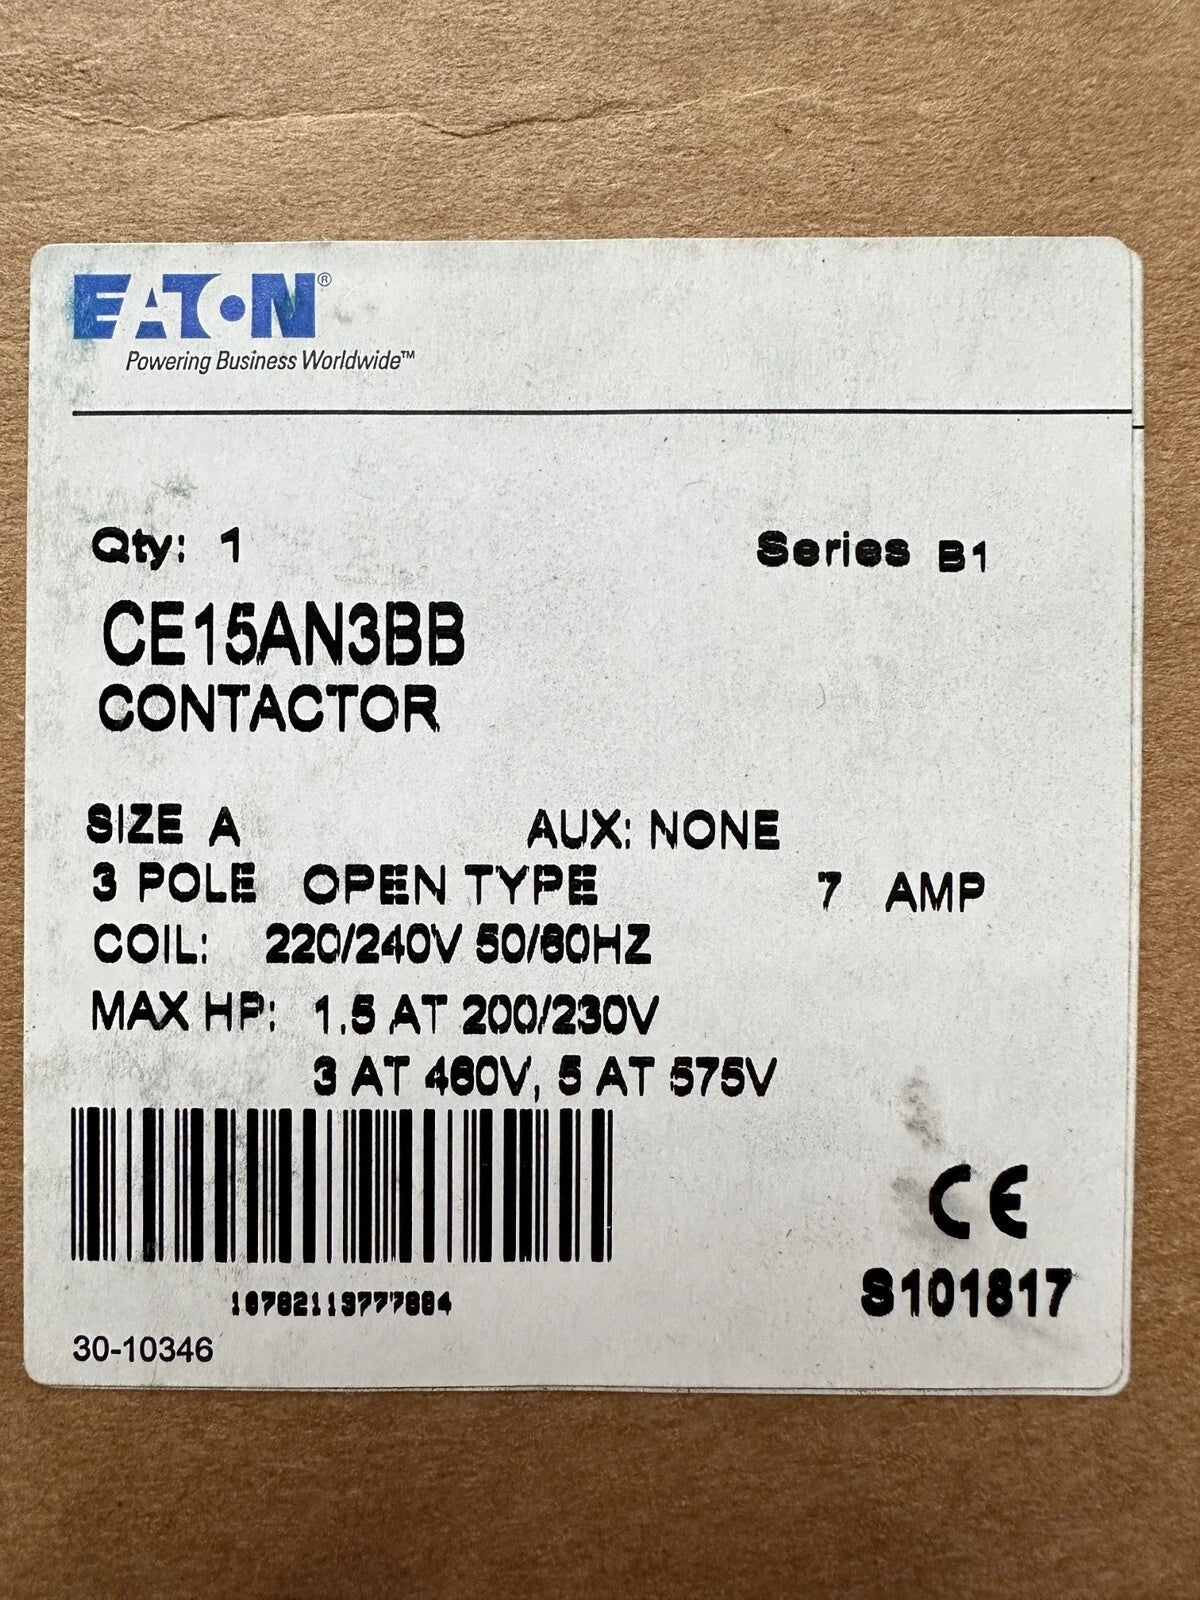 EATON®
Powering Business Worldwide™
Qty: 1 Series B1
CE15AN3BB
CONTACTOR
SIZE A AUX: NONE
3 POLE OPEN TYPE 7 AMP
COIL: 220/240V 50/60HZ
MAX HP: 1.5 AT 200/230V
3 AT 460V, 5 AT 575V
CE
S101817
30-10346